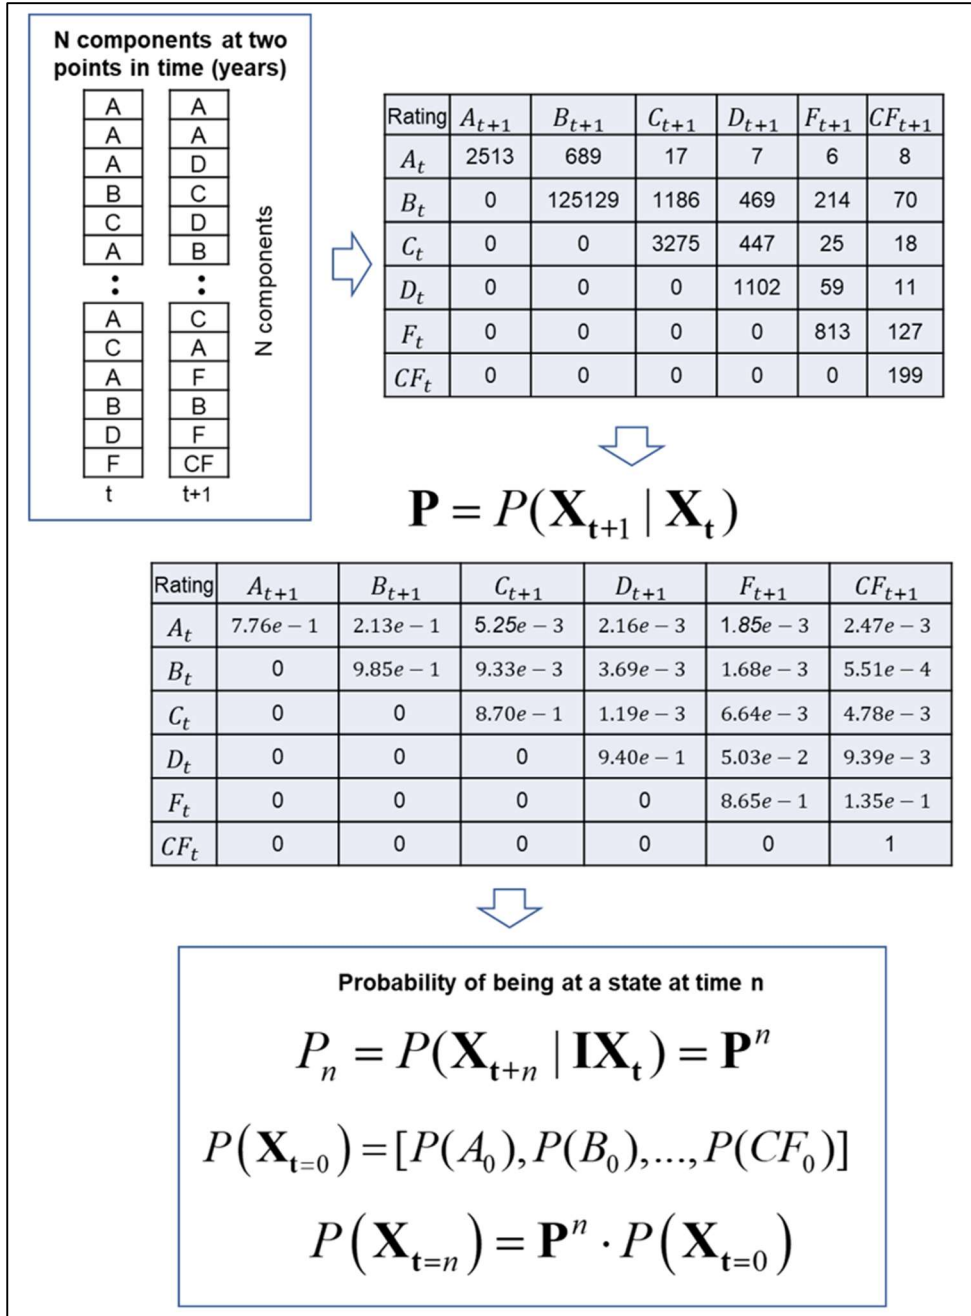 N components at two
points in time (years)
A A
A A
A D
B C
C D
A B
: :
A C
C A
A F
B B
D F
F CF
t t+1
N components
Rating A_{t+1} B_{t+1} C_{t+1} D_{t+1} F_{t+1} CF_{t+1}
A_t 2513 689 17 7 6 8
B_t 0 125129 1186 469 214 70
C_t 0 0 3275 447 25 18
D_t 0 0 0 1102 59 11
F_t 0 0 0 0 813 127
CF_t 0 0 0 0 0 199
P = P(X_{t+1} | X_t)
Rating A_{t+1} B_{t+1} C_{t+1} D_{t+1} F_{t+1} CF_{t+1}
A_t 7.76e − 1 2.13e − 1 5.25e − 3 2.16e − 3 1.85e − 3 2.47e − 3
B_t 0 9.85e − 1 9.33e − 3 3.69e − 3 1.68e − 3 5.51e − 4
C_t 0 0 8.70e − 1 1.19e − 3 6.64e − 3 4.78e − 3
D_t 0 0 0 9.40e − 1 5.03e − 2 9.39e − 3
F_t 0 0 0 0 8.65e − 1 1.35e − 1
CF_t 0 0 0 0 0 1
Probability of being at a state at time n
P_n = P(X_{t+n} | IX_t) = P^n
P(X_{t=0}) = [P(A_0), P(B_0), ..., P(CF_0)]
P(X_{t=n}) = P^n · P(X_{t=0})